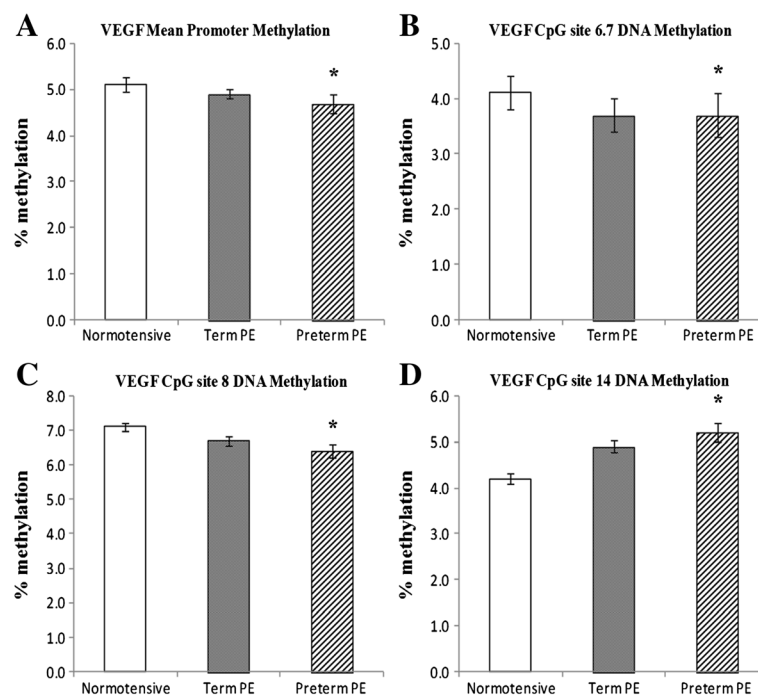 A
VEGF Mean Promoter Methylation
% methylation
6.0
5.0
4.0
3.0
2.0
1.0
0.0
*
Normotensive
Term PE
Preterm PE
B
VEGF CpG site 6.7 DNA Methylation
% methylation
5.0
4.0
3.0
2.0
1.0
0.0
*
Normotensive
Term PE
Preterm PE
C
VEGF CpG site 8 DNA Methylation
% methylation
8.0
7.0
6.0
5.0
4.0
3.0
2.0
1.0
0.0
*
Normotensive
Term PE
Preterm PE
D
VEGF CpG site 14 DNA Methylation
% methylation
6.0
5.0
4.0
3.0
2.0
1.0
0.0
*
Normotensive
Term PE
Preterm PE